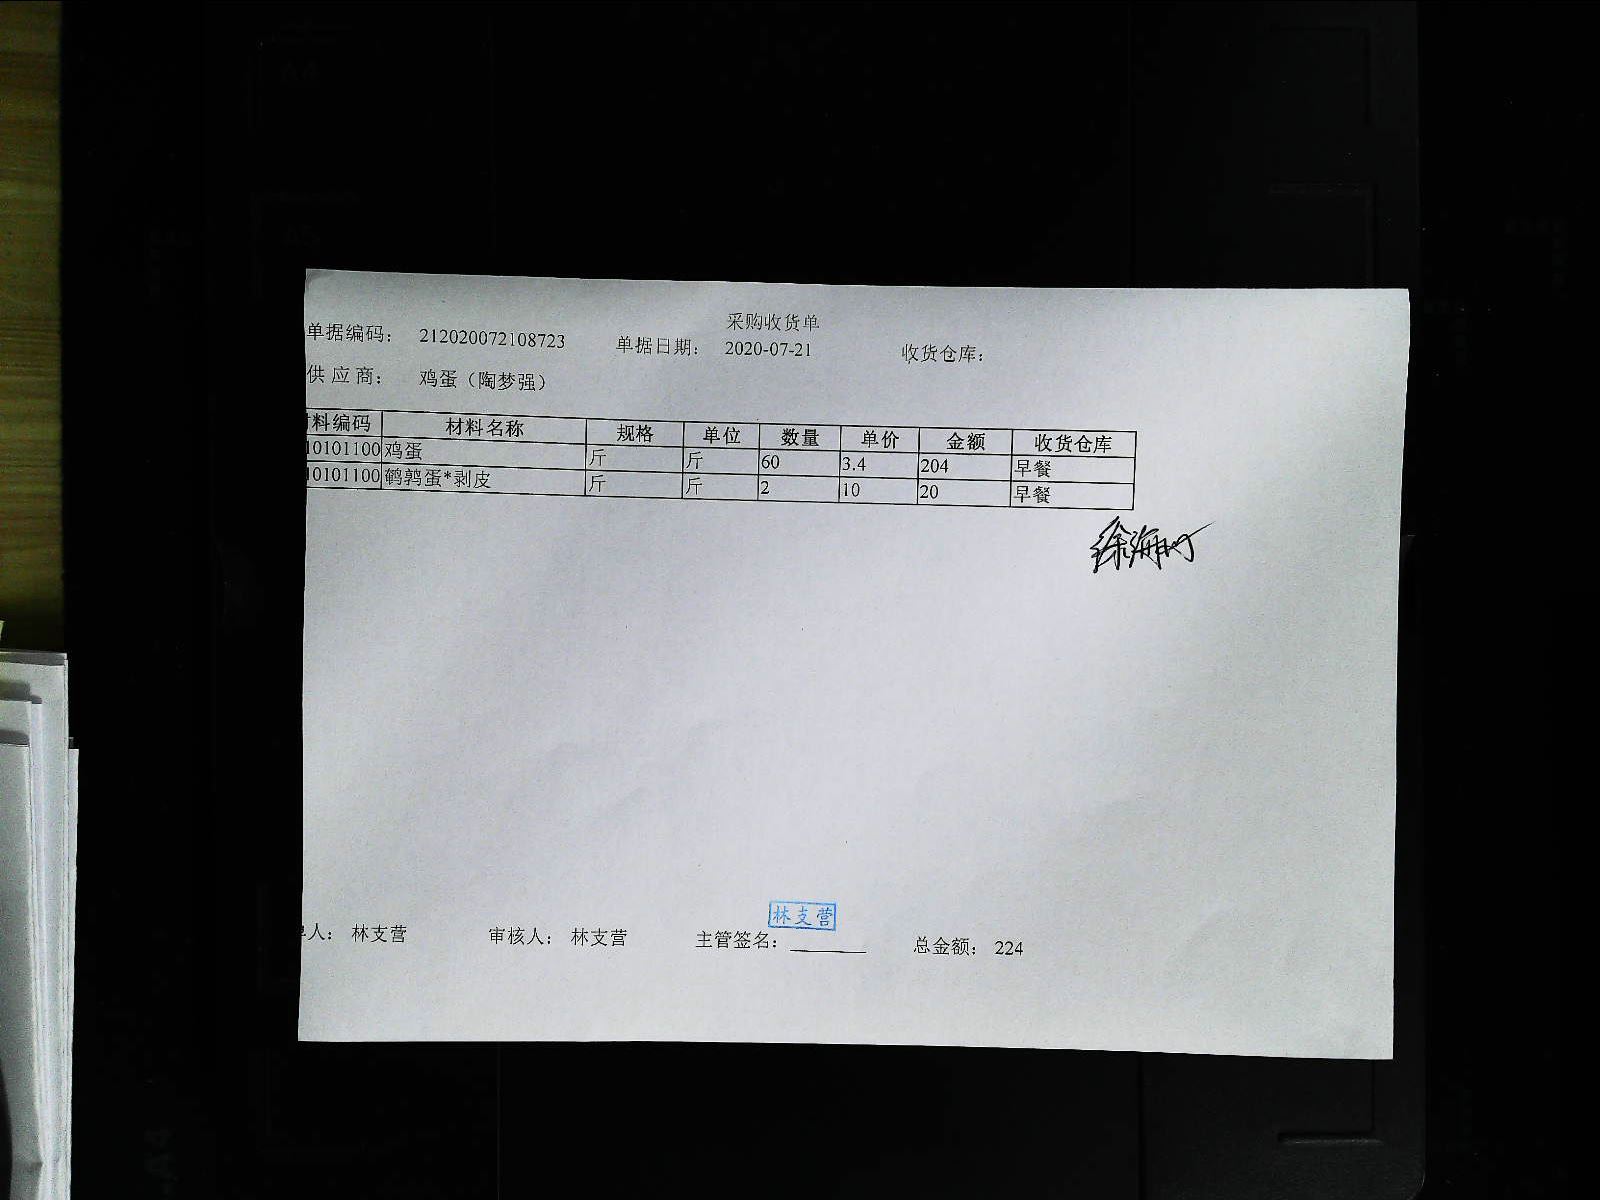 采购收货单
单据编码： 212020072108723 单据日期： 2020-07-21 收货仓库：
供 应 商： 鸡蛋（陶梦强）
料编码 材料名称 规格 单位 数量 单价 金额 收货仓库
10101100 鸡蛋 斤 斤 60 3.4 204 早餐
10101100 鹌鹑蛋*剥皮 斤 斤 2 10 20 早餐
林支营
人： 林支营 审核人： 林支营 主管签名： 总金额： 224